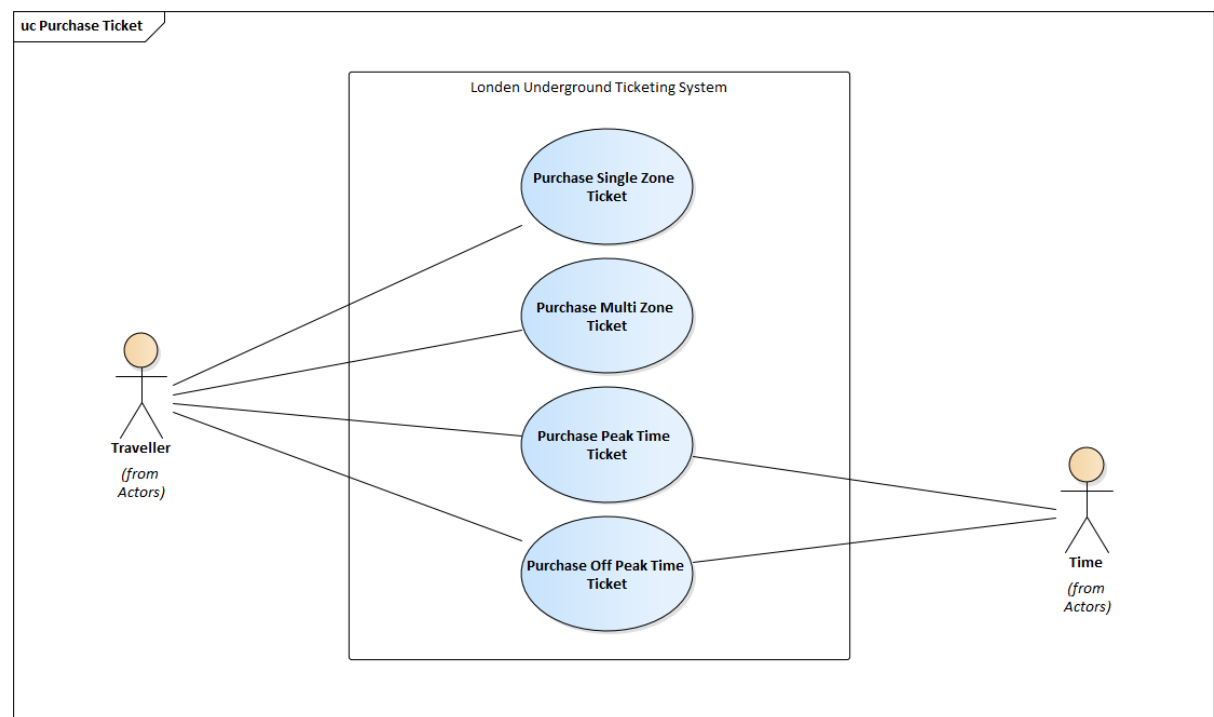 uc Purchase Ticket
Londen Underground Ticketing System
Purchase Single Zone
Ticket
Purchase Multi Zone
Ticket
Purchase Peak Time
Ticket
Purchase Off Peak Time
Ticket
Traveller
(from
Actors)
Time
(from
Actors)